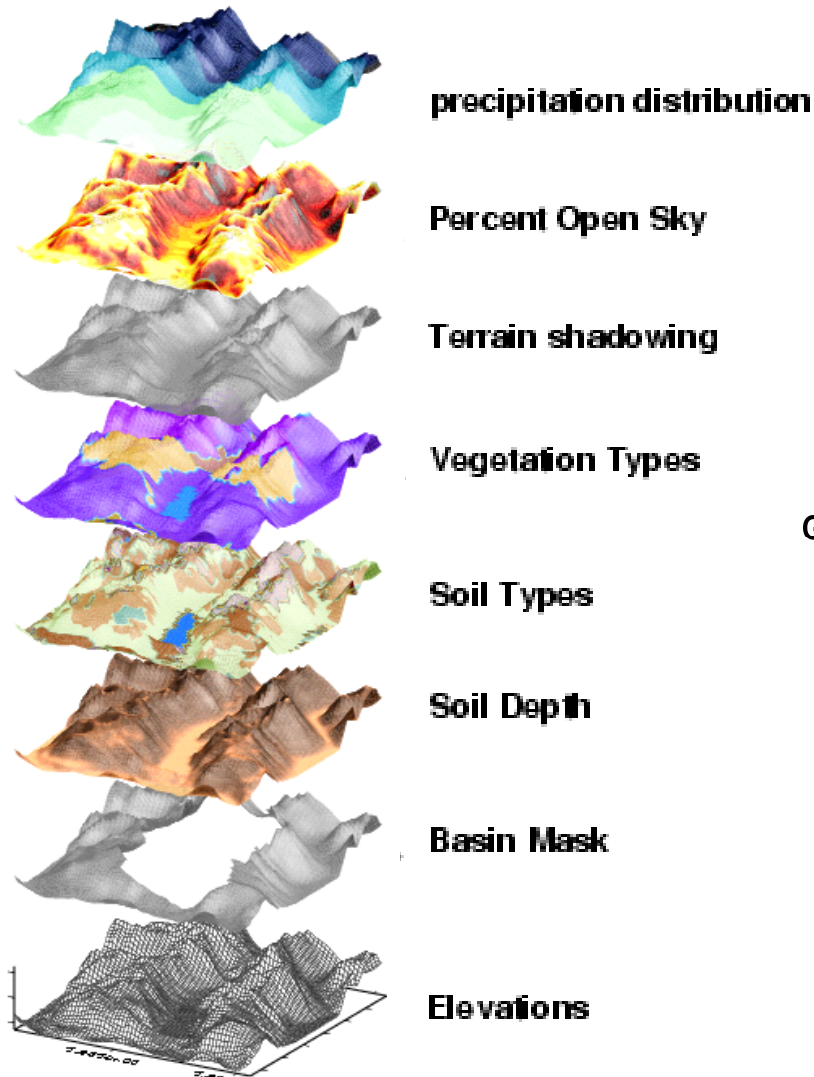 precipitation distribution
Percent Open Sky
Terrain shadowing
Vegetation Types
G
Soil Types
Soil Depth
Basin Mask
Elevations